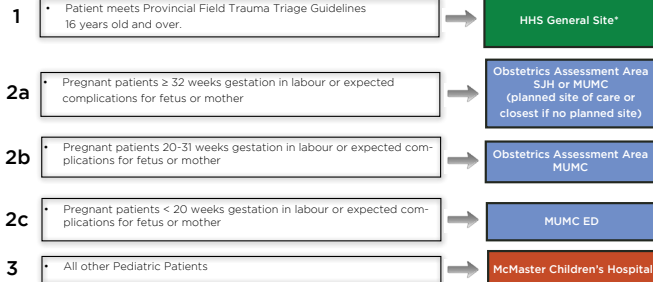 1
• Patient meets Provincial Field Trauma Triage Guidelines
16 years old and over.
HHS General Site*
2a
• Pregnant patients ≥ 32 weeks gestation in labour or expected
complications for fetus or mother
Obstetrics Assessment Area
SJH or MUMC
(planned site of care or
closest if no planned site)
2b
• Pregnant patients 20-31 weeks gestation in labour or expected com-
plications for fetus or mother
Obstetrics Assessment Area
MUMC
2c
• Pregnant patients < 20 weeks gestation in labour or expected com-
plications for fetus or mother
MUMC ED
3
• All other Pediatric Patients
McMaster Children's Hospital